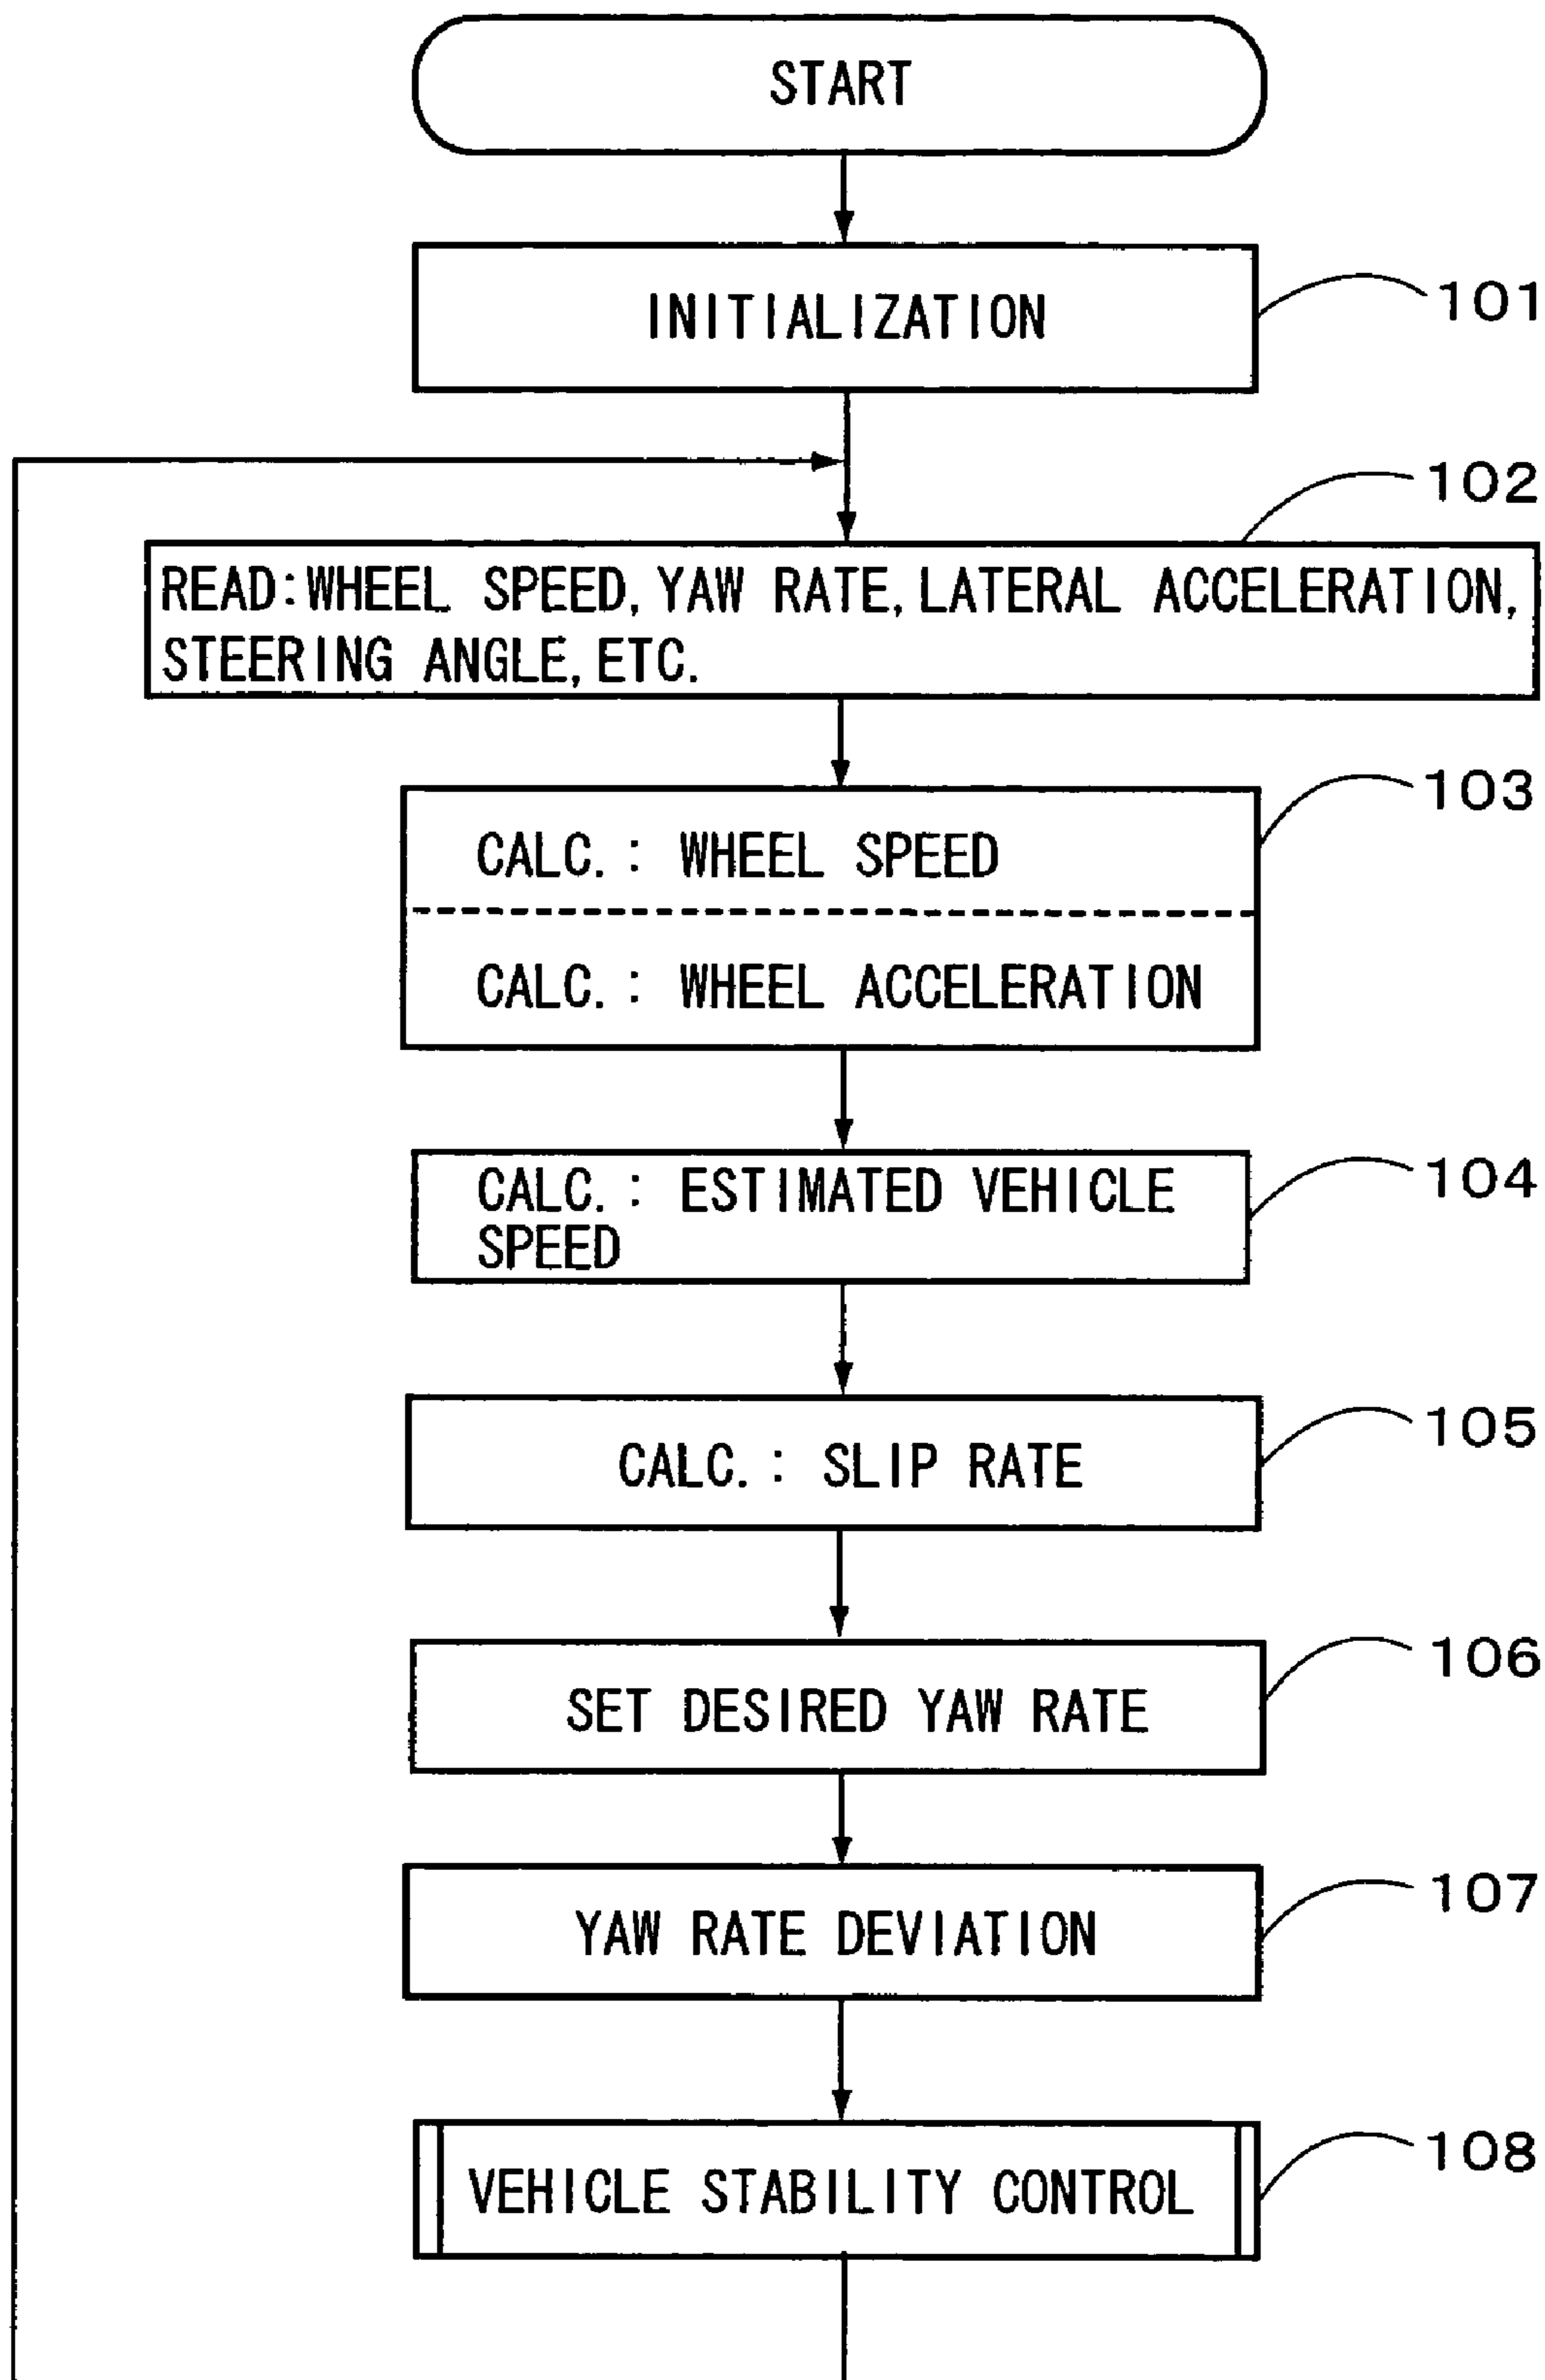 START
INITIALIZATION
101
102
READ:WHEEL SPEED, YAW RATE, LATERAL ACCELERATION,
STEERING ANGLE, ETC.
103
CALC.: WHEEL SPEED
CALC.: WHEEL ACCELERATION
104
CALC.: ESTIMATED VEHICLE
SPEED
105
CALC.: SLIP RATE
106
SET DESIRED YAW RATE
107
YAW RATE DEVIATION
108
VEHICLE STABILITY CONTROL